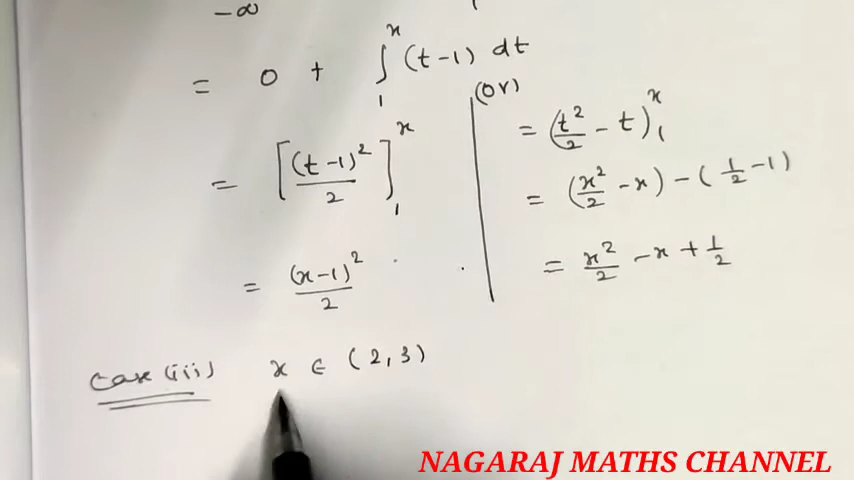 -∞
= 0 + ∫₁ˣ (t-1) dt
= [(t-1)²/2]₁ˣ
= (x-1)²/2
(or)
= (t²/2 - t)₁ˣ
= (x²/2 - x) - (1/2 - 1)
= x²/2 - x + 1/2
Case (iii) x ∈ (2, 3)
NAGARAJ MATHS CHANNEL